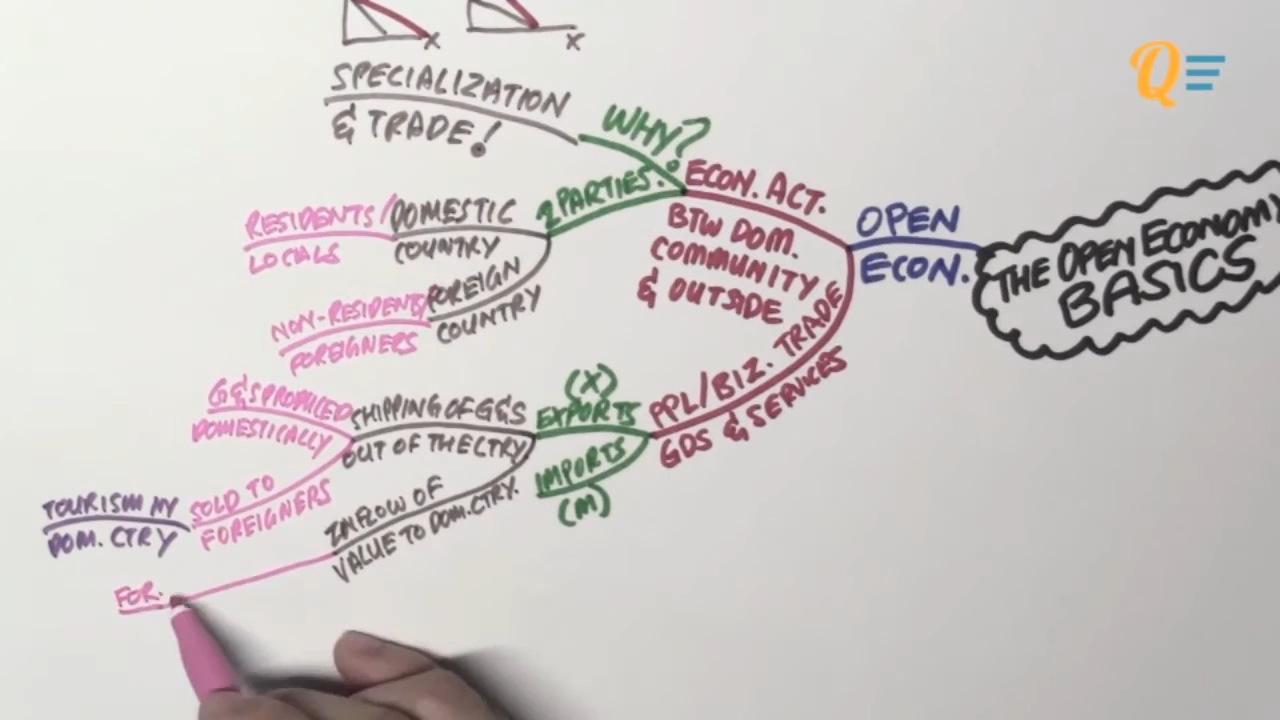 X
X
SPECIALIZATION
& TRADE!
WHY?
2 PARTIES.
ECON. ACT.
BTW DOM.
COMMUNITY
& OUTSIDE
OPEN
ECON.
THE OPEN ECONOMY
BASICS
RESIDENTS/
LOCALS
DOMESTIC
COUNTRY
NON-RESIDENTS/
FOREIGNERS
FOREIGN
COUNTRY
PPL/BIZ. TRADE
GDS & SERVICES
(X)
EXPORTS
IMPORTS
(M)
SHIPPING OF G&S
OUT OF THE CTRY
G&S PRODUCED
DOMESTICALLY
SOLD TO
FOREIGNERS
TOURISM IN
DOM. CTRY
INFLOW OF
VALUE TO DOM. CTRY.
FOR.
Q